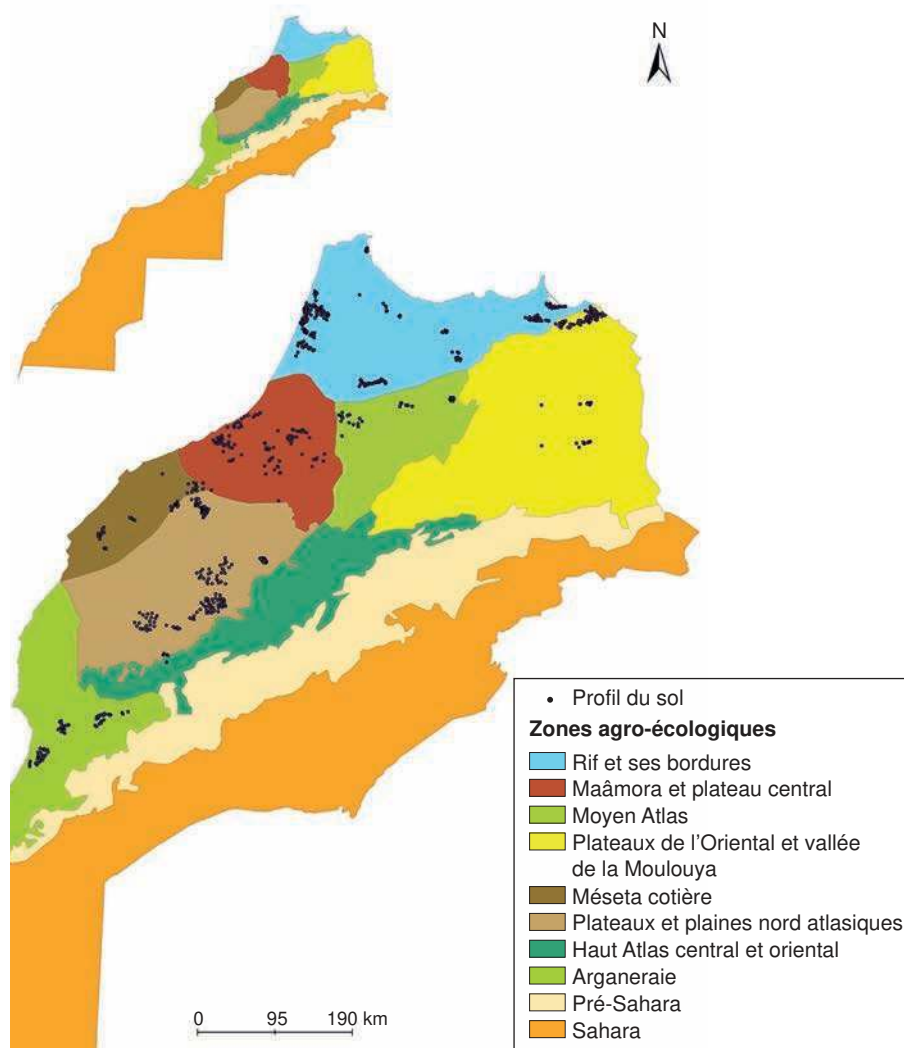 N
• Profil du sol
Zones agro-écologiques
Rif et ses bordures
Maâmora et plateau central
Moyen Atlas
Plateaux de l'Oriental et vallée
de la Moulouya
Méseta cotière
Plateaux et plaines nord atlasiques
Haut Atlas central et oriental
Arganeraie
Pré-Sahara
Sahara
0 95 190 km